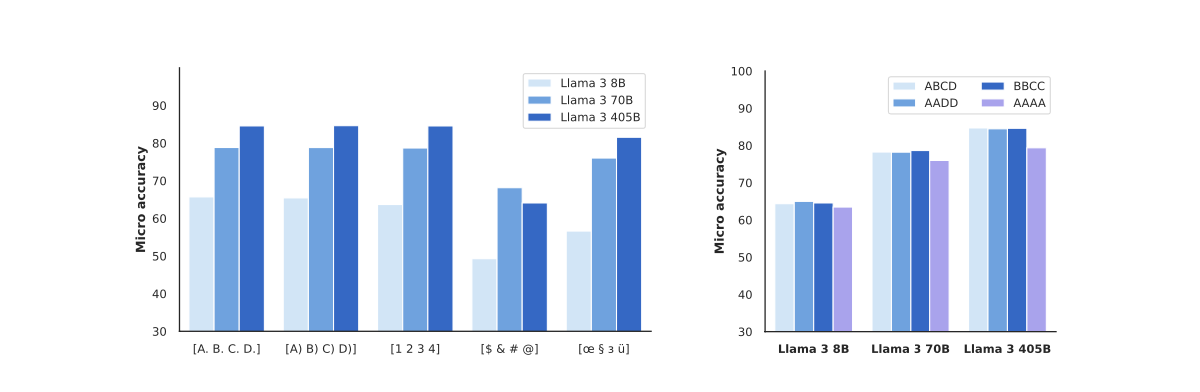 Micro accuracy
90
80
70
60
50
40
30
Llama 3 8B
Llama 3 70B
Llama 3 405B
[A. B. C. D.]
[A) B) C) D)]
[1 2 3 4]
[$ & # @]
[œ § з ü]
Micro accuracy
100
90
80
70
60
50
40
30
ABCD
BBCC
AADD
AAAA
Llama 3 8B
Llama 3 70B
Llama 3 405B